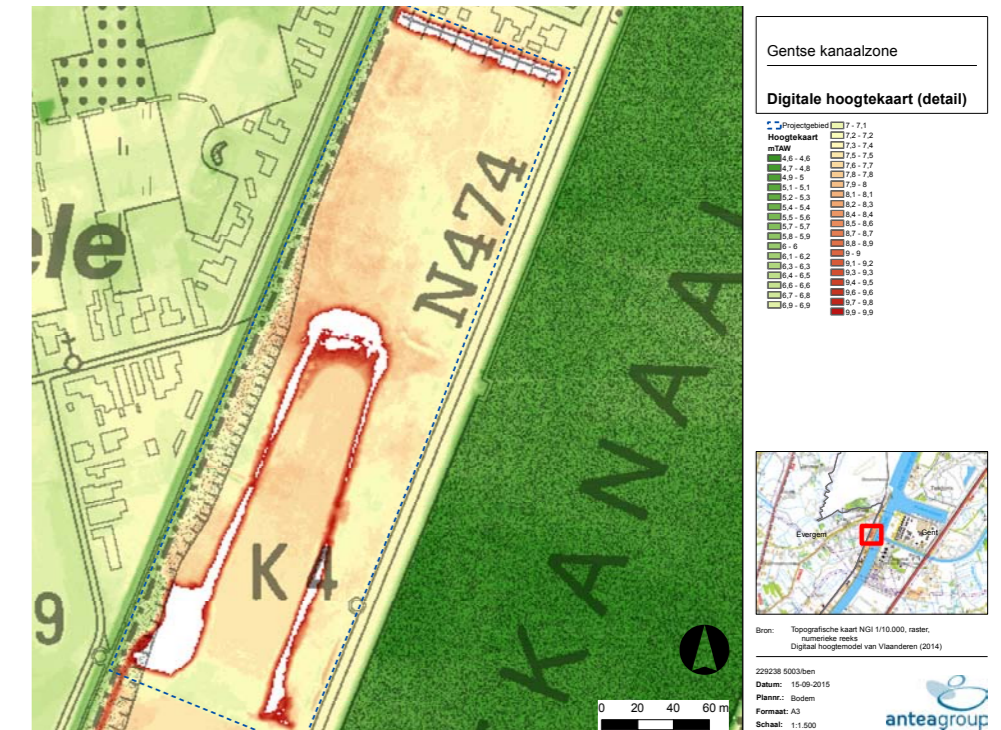 ele
9
N474
K 4
KANAAL
KANAAL
0 20 40 60 m
Gentse kanaalzone
Digitale hoogtekaart (detail)
Projectgebied
Hoogtekaart
mTAW
4,6 - 4,6
4,7 - 4,8
4,9 - 5
5,1 - 5,1
5,2 - 5,3
5,4 - 5,4
5,5 - 5,6
5,7 - 5,7
5,8 - 5,9
6 - 6
6,1 - 6,2
6,3 - 6,3
6,4 - 6,5
6,6 - 6,6
6,7 - 6,8
6,9 - 6,9
7 - 7,1
7,2 - 7,2
7,3 - 7,4
7,5 - 7,5
7,6 - 7,7
7,8 - 7,8
7,9 - 8
8,1 - 8,1
8,2 - 8,3
8,4 - 8,4
8,5 - 8,6
8,7 - 8,7
8,8 - 8,9
9 - 9
9,1 - 9,2
9,3 - 9,3
9,4 - 9,5
9,6 - 9,6
9,7 - 9,8
9,9 - 9,9
Evergem
Gent
Bron: Topografische kaart NGI 1/10.000, raster,
numerieke reeks
Digitaal hoogtemodel van Vlaanderen (2014)
229238 5003/ben
Datum: 15-09-2015
Plannr.: Bodem
Formaat: A3
Schaal: 1:1.500
anteagroup